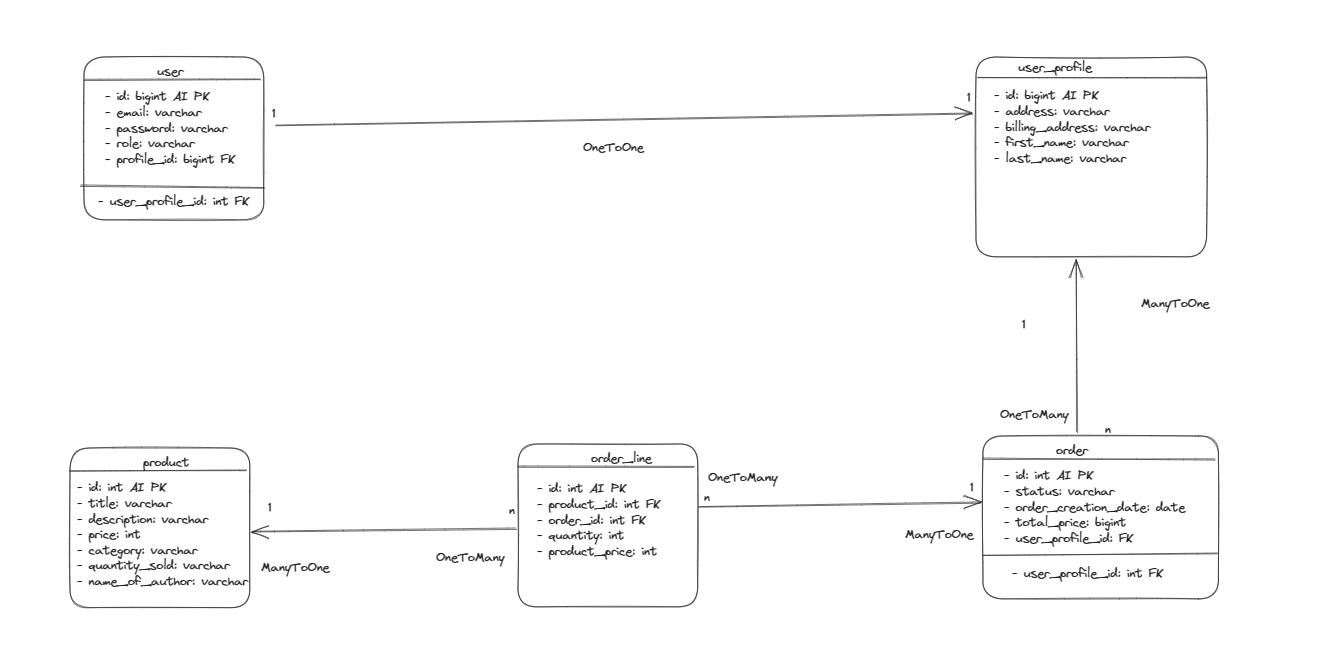 user
- id: bigint AI PK
- email: varchar
- password: varchar
- role: varchar
- profile_id: bigint FK
- user_profile_id: int FK
1
OneToOne
1
user_profile
- id: bigint AI PK
- address: varchar
- billing_address: varchar
- first_name: varchar
- last_name: varchar
ManyToOne
1
OneToMany
n
product
- id: int AI PK
- title: varchar
- description: varchar
- price: int
- category: varchar
- quantity_sold: varchar
- name_of_author: varchar
1
ManyToOne
n
OneToMany
order_line
- id: int AI PK
- product_id: int FK
- order_id: int FK
- quantity: int
- product_price: int
OneToMany
n
1
ManyToOne
order
- id: int AI PK
- status: varchar
- order_creation_date: date
- total_price: bigint
- user_profile_id: FK
- user_profile_id: int FK